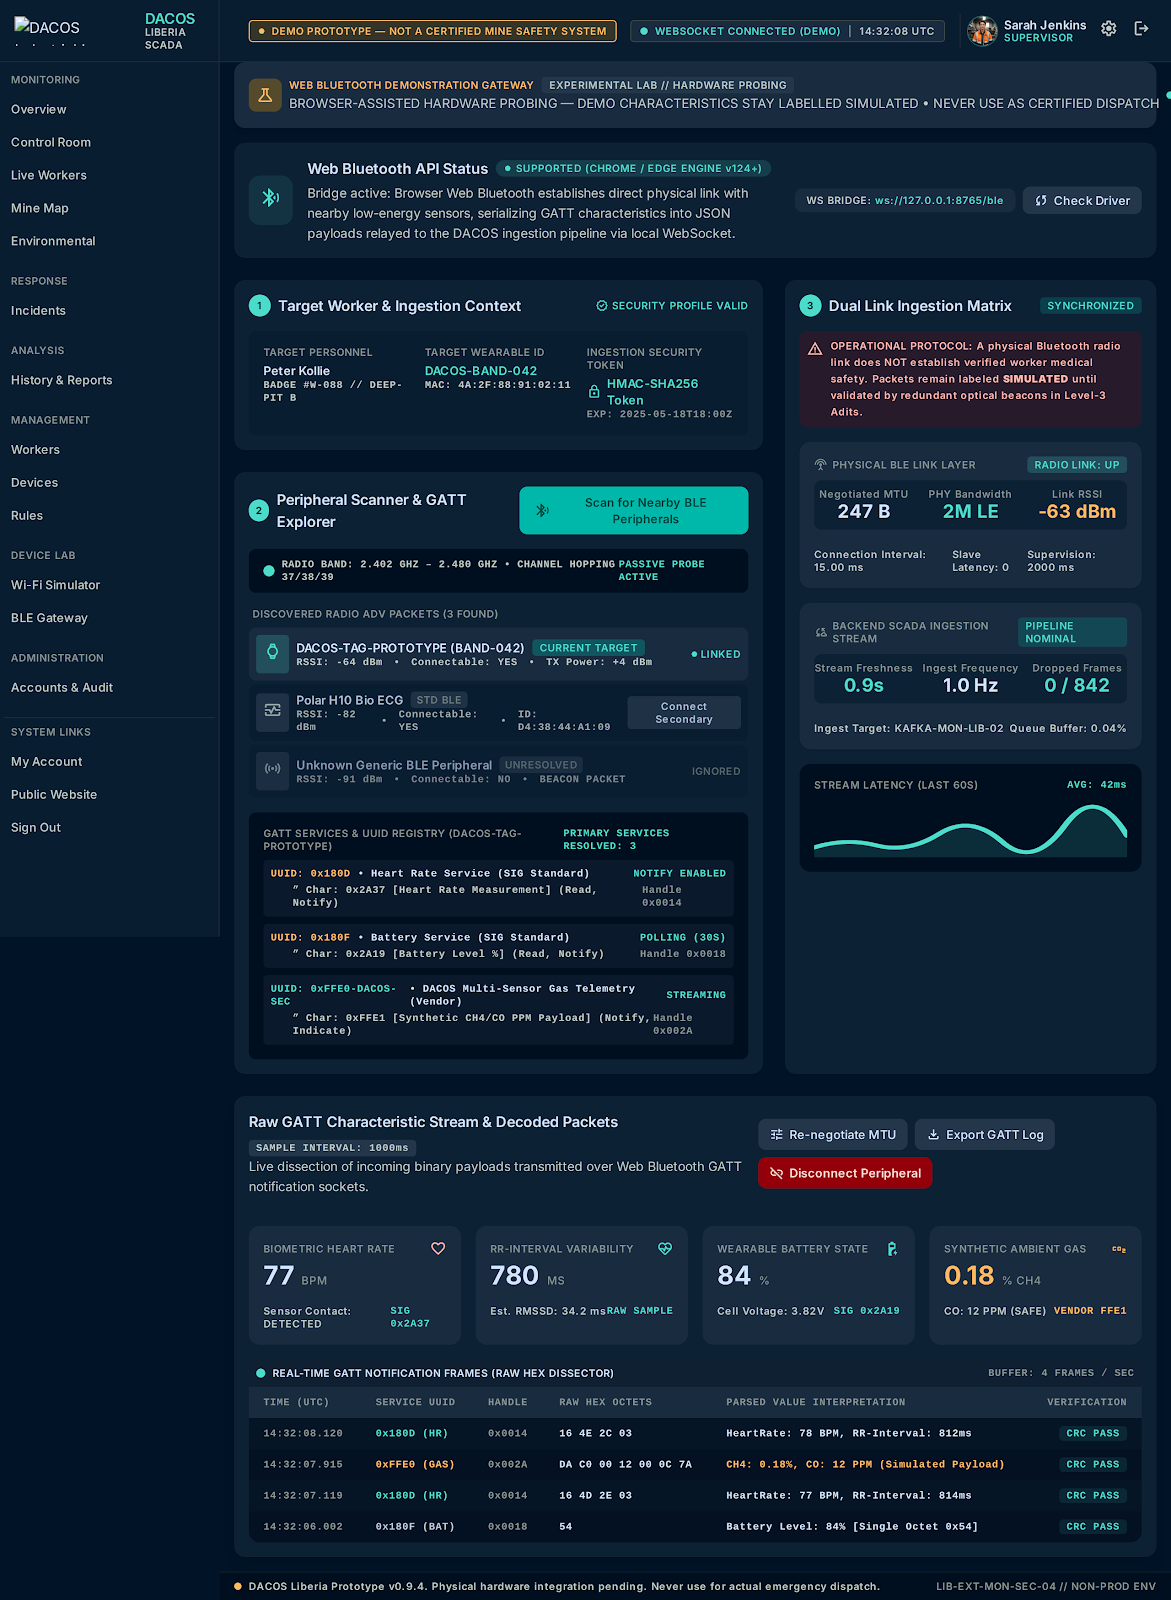 DACOS
DACOS
LIBERIA
SCADA
DEMO PROTOTYPE — NOT A CERTIFIED MINE SAFETY SYSTEM
WEBSOCKET CONNECTED (DEMO) | 14:32:08 UTC
Sarah Jenkins
SUPERVISOR
MONITORING
Overview
Control Room
Live Workers
Mine Map
Environmental
RESPONSE
Incidents
ANALYSIS
History & Reports
MANAGEMENT
Workers
Devices
Rules
DEVICE LAB
Wi-Fi Simulator
BLE Gateway
ADMINISTRATION
Accounts & Audit
SYSTEM LINKS
My Account
Public Website
Sign Out
WEB BLUETOOTH DEMONSTRATION GATEWAY EXPERIMENTAL LAB // HARDWARE PROBING
BROWSER-ASSISTED HARDWARE PROBING — DEMO CHARACTERISTICS STAY LABELLED SIMULATED • NEVER USE AS CERTIFIED DISPATCH
Web Bluetooth API Status SUPPORTED (CHROME / EDGE ENGINE v124+)
Bridge active: Browser Web Bluetooth establishes direct physical link with
nearby low-energy sensors, serializing GATT characteristics into JSON
payloads relayed to the DACOS ingestion pipeline via local WebSocket.
WS BRIDGE: ws://127.0.0.1:8765/ble
Check Driver
1 Target Worker & Ingestion Context
SECURITY PROFILE VALID
TARGET PERSONNEL
Peter Kollie
BADGE #W-088 // DEEP-
PIT B
TARGET WEARABLE ID
DACOS-BAND-042
MAC: 4A:2F:88:91:02:11
INGESTION SECURITY
TOKEN
HMAC-SHA256
Token
EXP: 2025-05-18T18:00Z
2 Peripheral Scanner & GATT
Explorer
Scan for Nearby BLE
Peripherals
RADIO BAND: 2.402 GHZ – 2.480 GHZ • CHANNEL HOPPING
37/38/39
PASSIVE PROBE
ACTIVE
DISCOVERED RADIO ADV PACKETS (3 FOUND)
DACOS-TAG-PROTOTYPE (BAND-042) CURRENT TARGET
RSSI: -64 dBm • Connectable: YES • TX Power: +4 dBm
LINKED
Polar H10 Bio ECG STD BLE
RSSI: -82
dBm
• Connectable:
YES
• ID:
D4:38:44:A1:09
Connect
Secondary
Unknown Generic BLE Peripheral UNRESOLVED
RSSI: -91 dBm • Connectable: NO • BEACON PACKET
IGNORED
GATT SERVICES & UUID REGISTRY (DACOS-TAG-
PROTOTYPE)
PRIMARY SERVICES
RESOLVED: 3
UUID: 0x180D • Heart Rate Service (SIG Standard)
NOTIFY ENABLED
″ Char: 0x2A37 [Heart Rate Measurement] (Read,
Notify)
Handle
0x0014
UUID: 0x180F • Battery Service (SIG Standard)
POLLING (30S)
″ Char: 0x2A19 [Battery Level %] (Read, Notify)
Handle 0x0018
UUID: 0xFFE0-DACOS-
SEC
• DACOS Multi-Sensor Gas Telemetry
(Vendor)
STREAMING
″ Char: 0xFFE1 [Synthetic CH4/CO PPM Payload] (Notify,
Indicate)
Handle
0x002A
3 Dual Link Ingestion Matrix
SYNCHRONIZED
OPERATIONAL PROTOCOL: A physical Bluetooth radio
link does NOT establish verified worker medical
safety. Packets remain labeled SIMULATED until
validated by redundant optical beacons in Level-3
Adits.
PHYSICAL BLE LINK LAYER
RADIO LINK: UP
Negotiated MTU
247 B
PHY Bandwidth
2M LE
Link RSSI
-63 dBm
Connection Interval:
15.00 ms
Slave
Latency: 0
Supervision:
2000 ms
BACKEND SCADA INGESTION
STREAM
PIPELINE
NOMINAL
Stream Freshness
0.9s
Ingest Frequency
1.0 Hz
Dropped Frames
0 / 842
Ingest Target: KAFKA-MON-LIB-02 Queue Buffer: 0.04%
STREAM LATENCY (LAST 60S)
AVG: 42ms
Raw GATT Characteristic Stream & Decoded Packets
SAMPLE INTERVAL: 1000ms
Live dissection of incoming binary payloads transmitted over Web Bluetooth GATT
notification sockets.
Re-negotiate MTU
Export GATT Log
Disconnect Peripheral
BIOMETRIC HEART RATE
77 BPM
Sensor Contact:
DETECTED
SIG
0x2A37
RR-INTERVAL VARIABILITY
780 MS
Est. RMSSD: 34.2 ms RAW SAMPLE
WEARABLE BATTERY STATE
84 %
Cell Voltage: 3.82V SIG 0x2A19
SYNTHETIC AMBIENT GAS
CO₂
0.18 % CH4
CO: 12 PPM (SAFE) VENDOR FFE1
REAL-TIME GATT NOTIFICATION FRAMES (RAW HEX DISSECTOR)
BUFFER: 4 FRAMES / SEC
TIME (UTC) SERVICE UUID HANDLE RAW HEX OCTETS PARSED VALUE INTERPRETATION VERIFICATION
14:32:08.120 0x180D (HR) 0x0014 16 4E 2C 03 HeartRate: 78 BPM, RR-Interval: 812ms CRC PASS
14:32:07.915 0xFFE0 (GAS) 0x002A DA C0 00 12 00 0C 7A CH4: 0.18%, CO: 12 PPM (Simulated Payload) CRC PASS
14:32:07.119 0x180D (HR) 0x0014 16 4D 2E 03 HeartRate: 77 BPM, RR-Interval: 814ms CRC PASS
14:32:06.002 0x180F (BAT) 0x0018 54 Battery Level: 84% [Single Octet 0x54] CRC PASS
DACOS Liberia Prototype v0.9.4. Physical hardware integration pending. Never use for actual emergency dispatch.
LIB-EXT-MON-SEC-04 // NON-PROD ENV